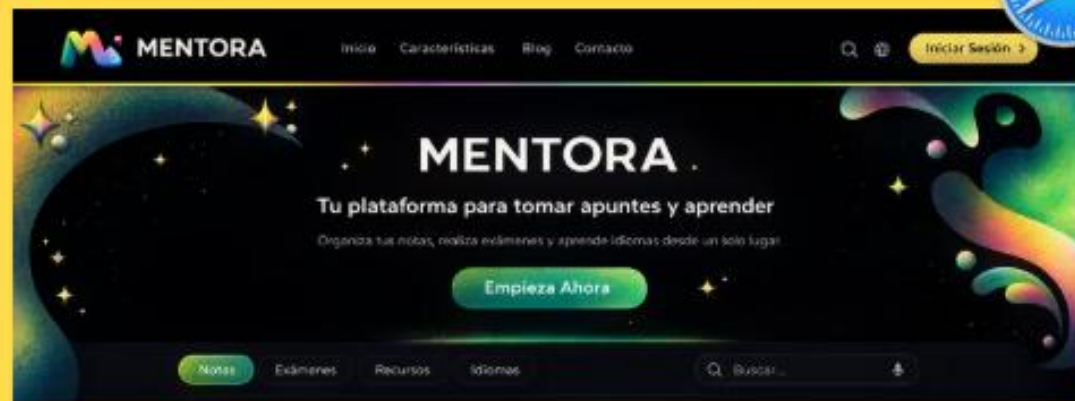 MENTORA Inicio Características Blog Contacto Iniciar Sesión >
MENTORA
Tu plataforma para tomar apuntes y aprender
Organiza tus notas, realiza exámenes y aprende idiomas desde un solo lugar
Empieza Ahora
Notas Exámenes Recursos Idiomas Buscar...